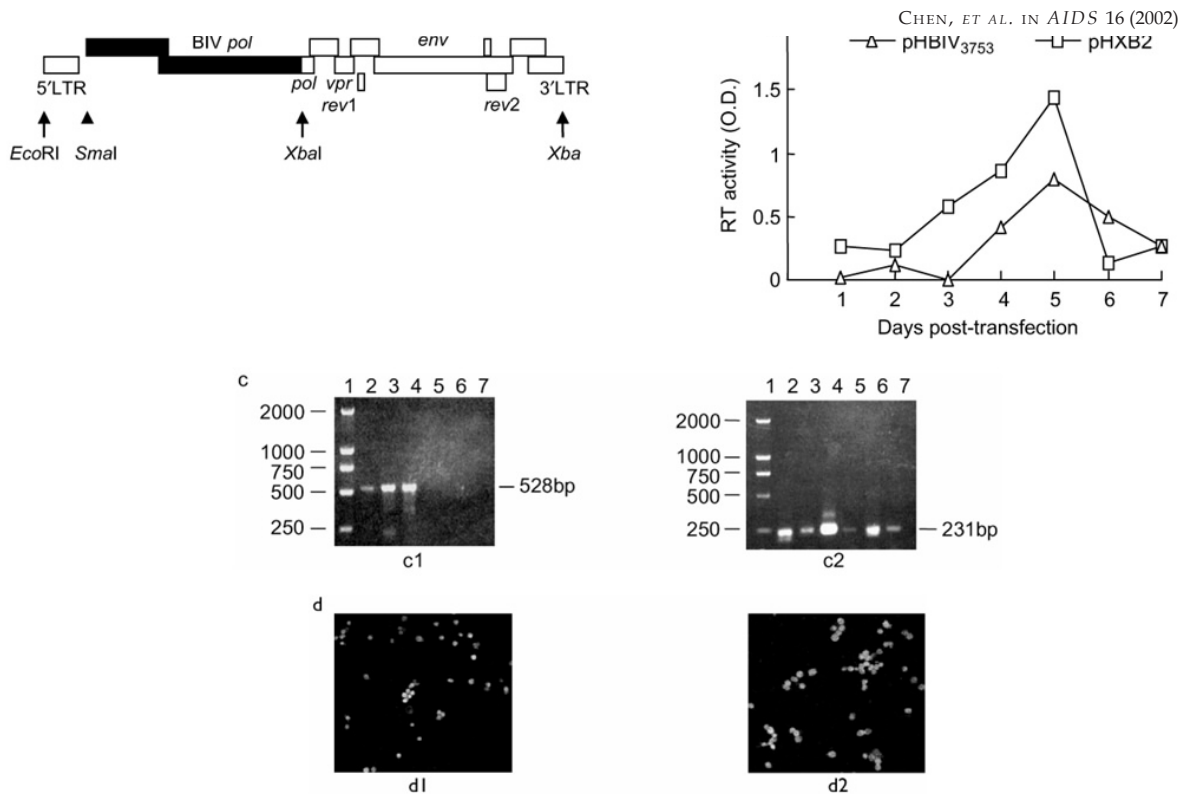 CHEN, ET AL. IN AIDS 16 (2002)
BIV pol
env
5′LTR
pol
vpr
3′LTR
rev1
rev2
EcoRI
SmaI
XbaI
Xba
pHBIV3753
pHXB2
RT activity (O.D.)
1.5
1
0.5
0
1 2 3 4 5 6 7
Days post-transfection
c
1 2 3 4 5 6 7
2000
1000
750
500
250
528bp
c1
1 2 3 4 5 6 7
2000
1000
750
500
250
231bp
c2
d
d1
d2